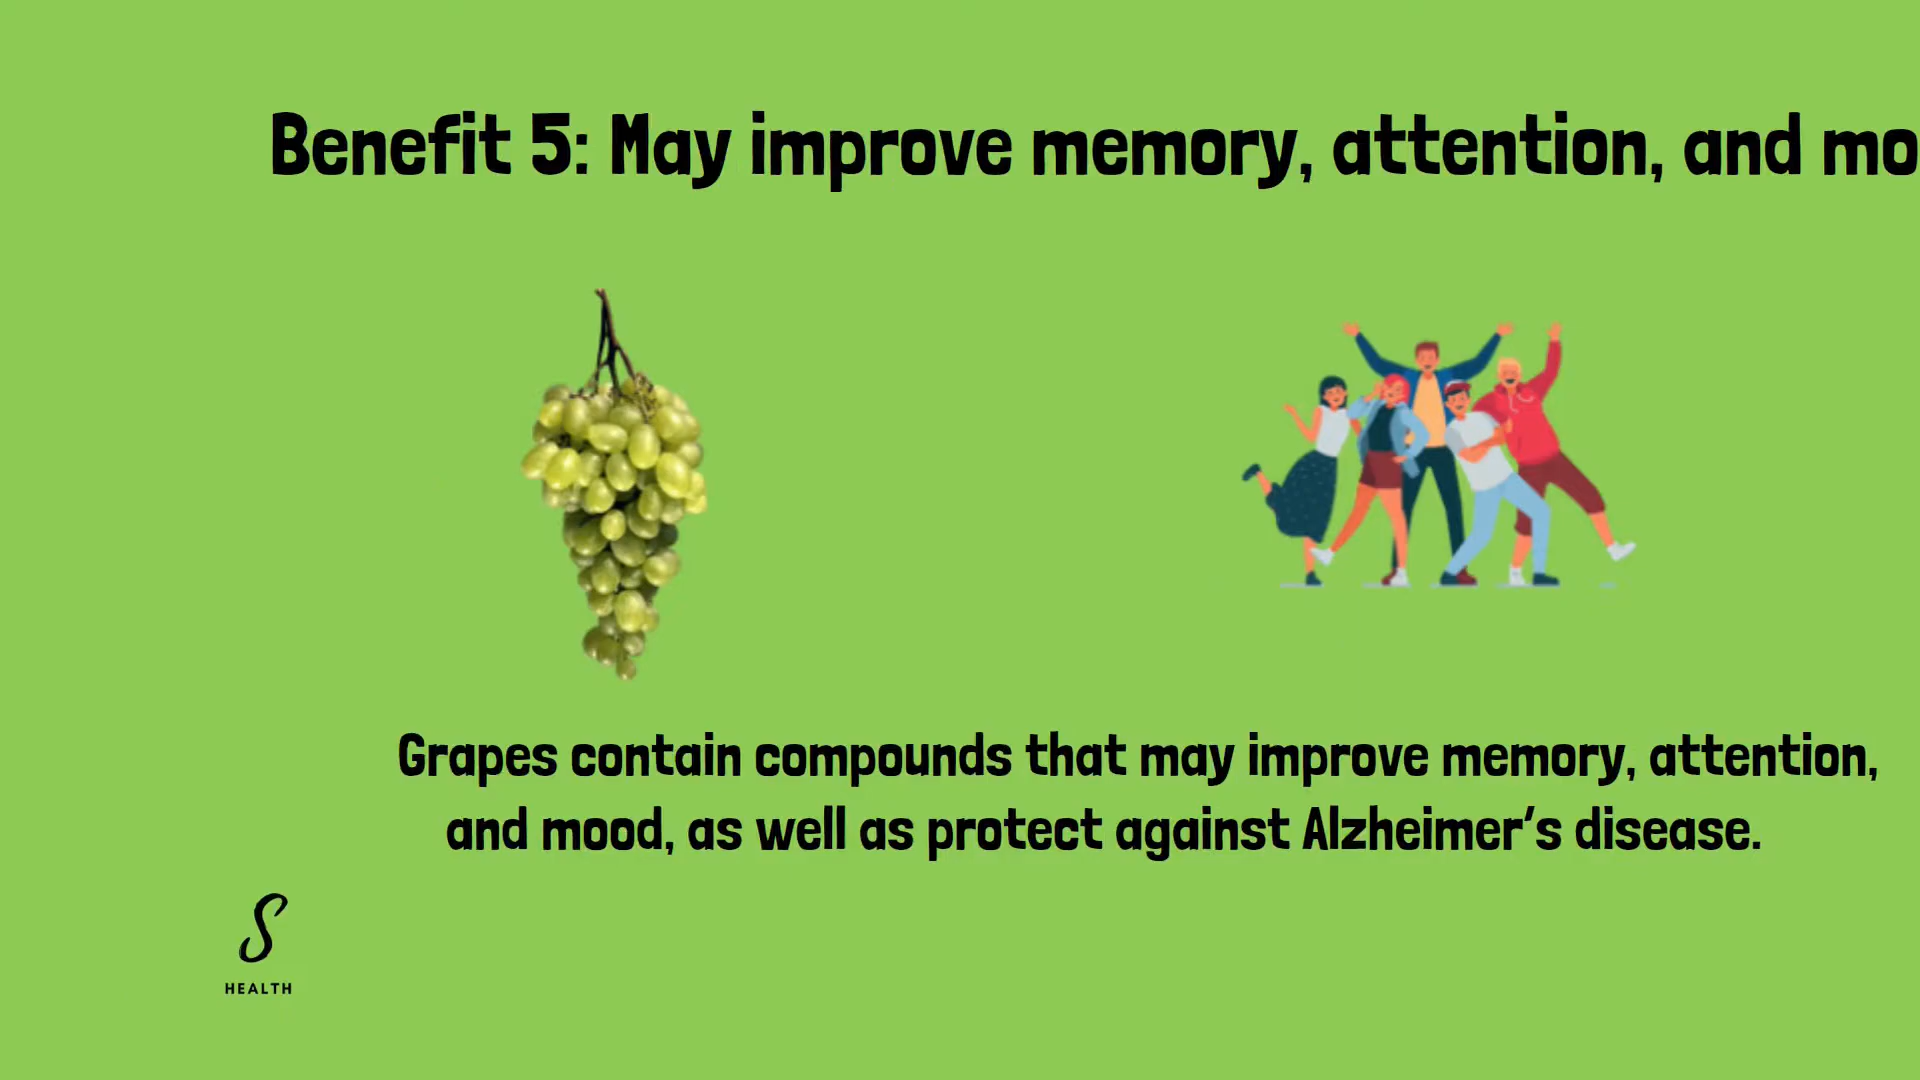 Benefit 5: May improve memory, attention, and mo
Grapes contain compounds that may improve memory, attention,
and mood, as well as protect against Alzheimer’s disease.
S
HEALTH